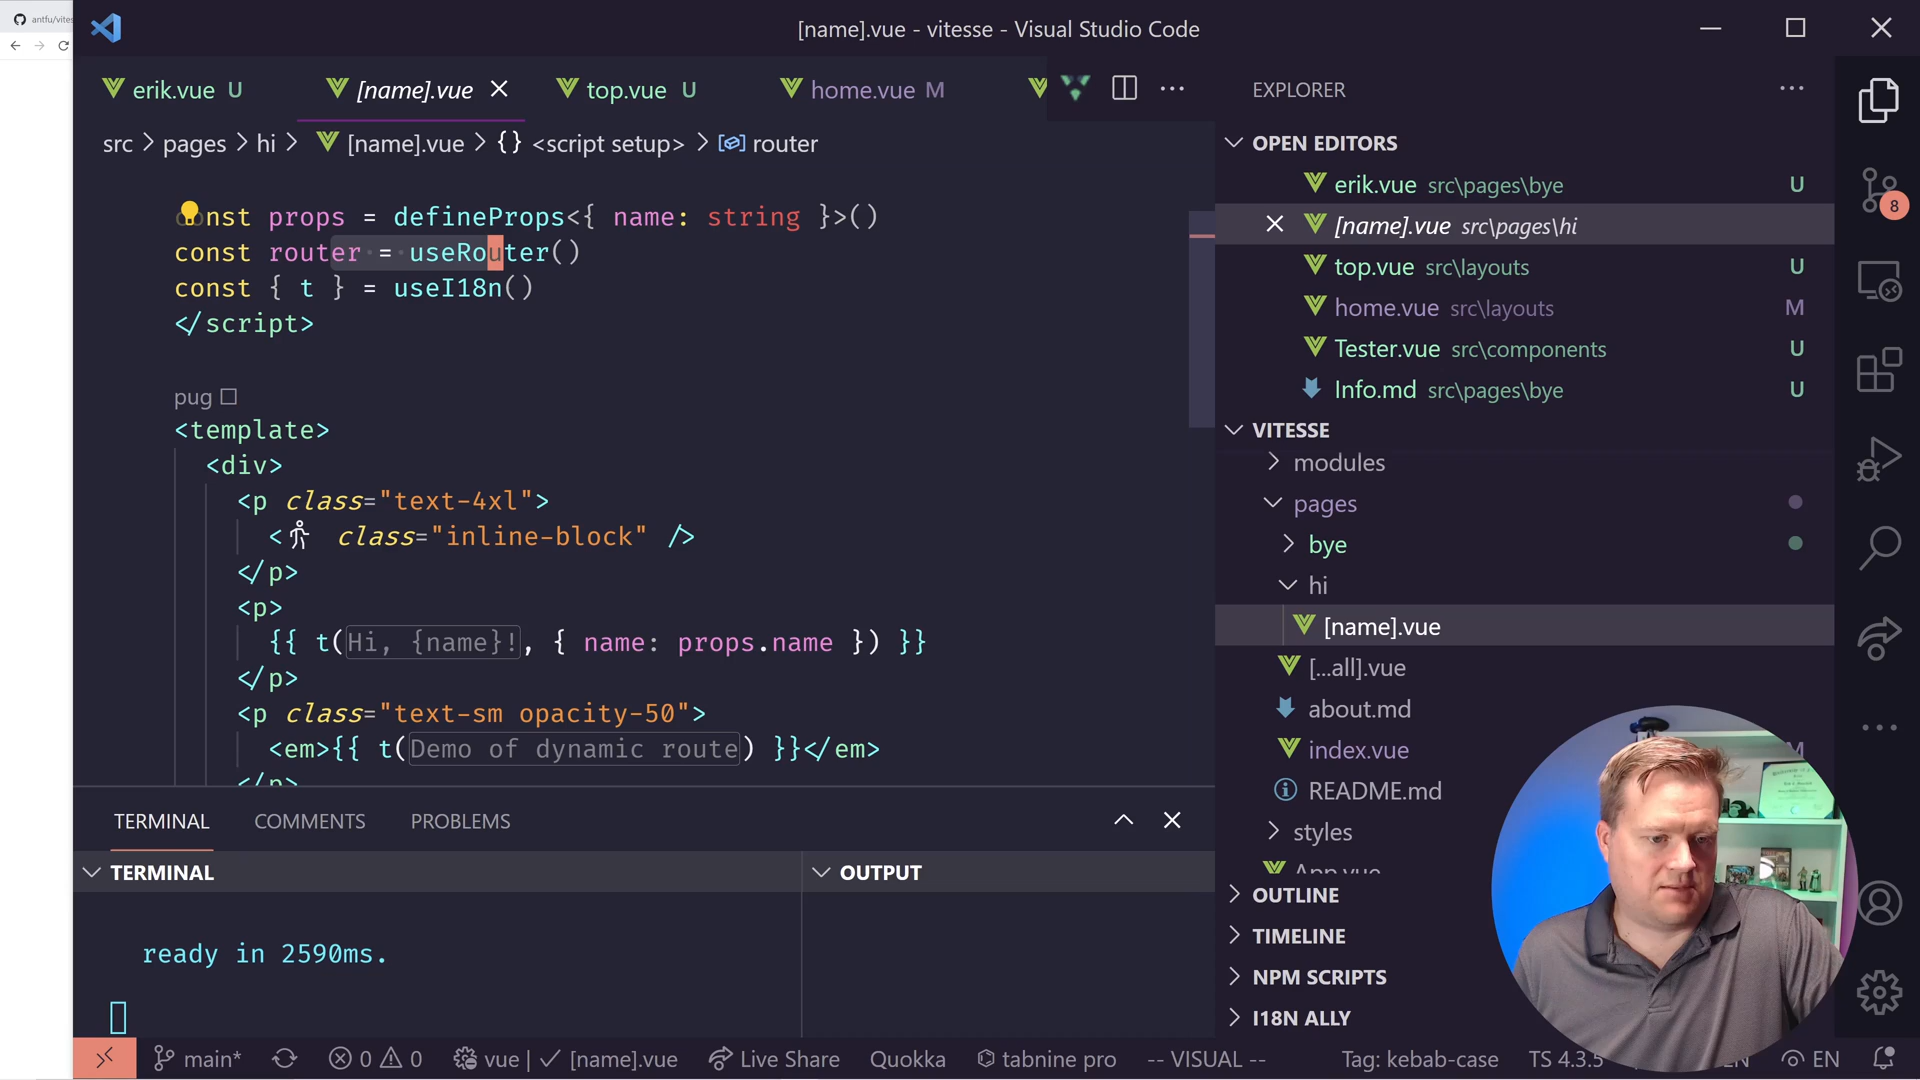 antfu/vites
[name].vue - vitesse - Visual Studio Code
erik.vue U
[name].vue
top.vue U
home.vue M
src > pages > hi > [name].vue > {} <script setup> > router
const props = defineProps<{ name: string }>()
const router = useRouter()
const { t } = useI18n()
</script>
pug
<template>
<div>
<p class="text-4xl">
< class="inline-block" />
</p>
<p>
{{ t(Hi, {name}!, { name: props.name }) }}
</p>
<p class="text-sm opacity-50">
<em>{{ t(Demo of dynamic route) }}</em>
</p>
TERMINAL COMMENTS PROBLEMS
TERMINAL
OUTPUT
ready in 2590ms.
EXPLORER
OPEN EDITORS
erik.vue src\pages\bye U
[name].vue src\pages\hi
top.vue src\layouts U
home.vue src\layouts M
Tester.vue src\components U
Info.md src\pages\bye U
VITESSE
modules
pages
bye
hi
[name].vue
[...all].vue
about.md
index.vue
README.md
styles
App.vue
OUTLINE
TIMELINE
NPM SCRIPTS
I18N ALLY
8
main* 0 0 vue | [name].vue Live Share Quokka tabnine pro -- VISUAL -- Tag: kebab-case TS 4.3.5 EN